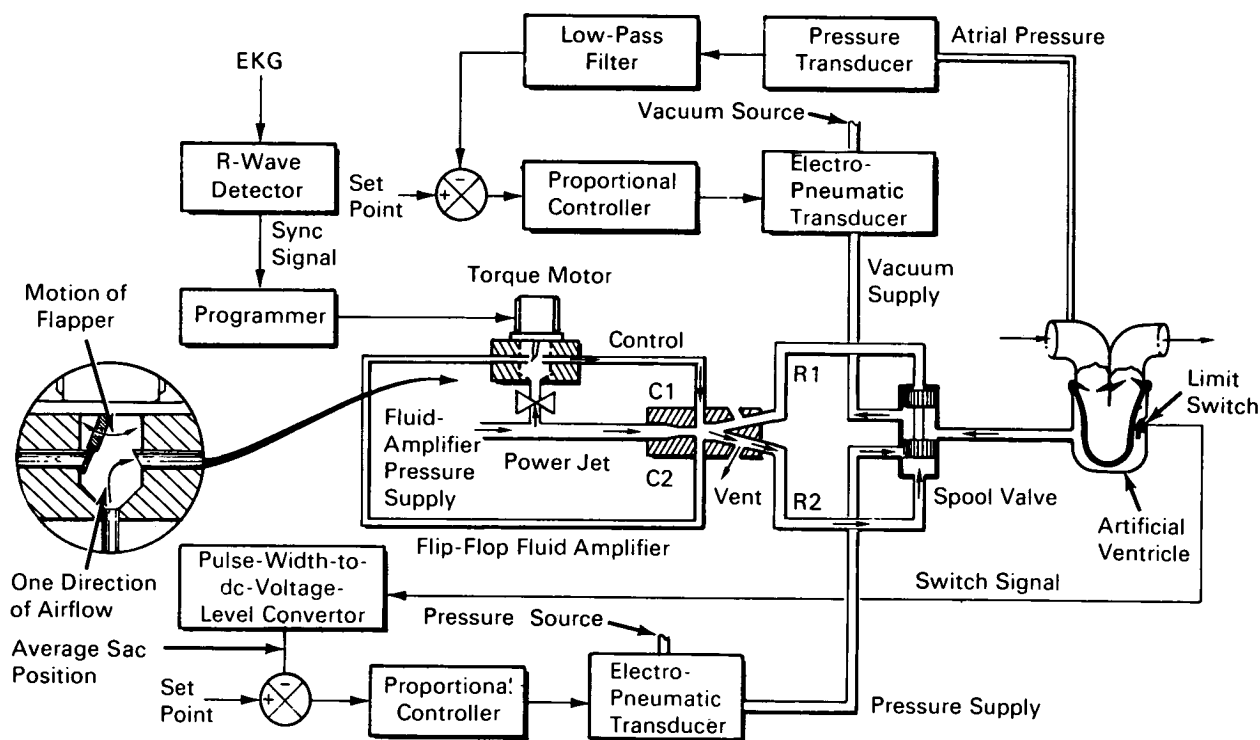 Low-Pass
Filter
Pressure
Transducer
Atrial Pressure
EKG
Vacuum Source
R-Wave
Detector
Set
Point
+
-
Proportional
Controller
Electro-
Pneumatic
Transducer
Sync
Signal
Torque Motor
Vacuum
Supply
Motion of
Flapper
Programmer
Control
C1
R1
Limit
Switch
Fluid-
Amplifier
Pressure
Supply
Power Jet
C2
Vent
R2
Spool Valve
Artificial
Ventricle
Flip-Flop Fluid Amplifier
One Direction
of Airflow
Pulse-Width-to-
dc-Voltage-
Level Convertor
Switch Signal
Pressure Source
Average Sac
Position
Set
Point
+
-
Proportional
Controller
Electro-
Pneumatic
Transducer
Pressure Supply